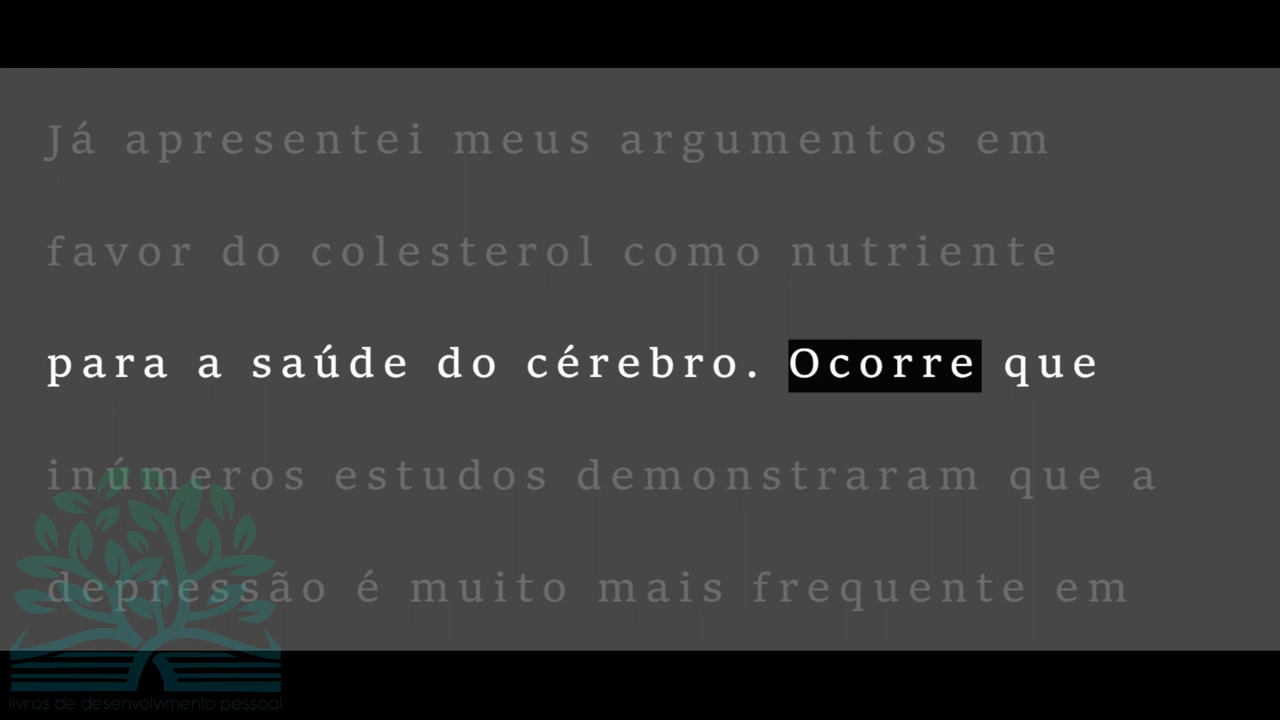 Já apresentei meus argumentos em
favor do colesterol como nutriente
para a saúde do cérebro. Ocorre que
inúmeros estudos demonstraram que a
depressão é muito mais frequente em
livros de desenvolvimento pessoal